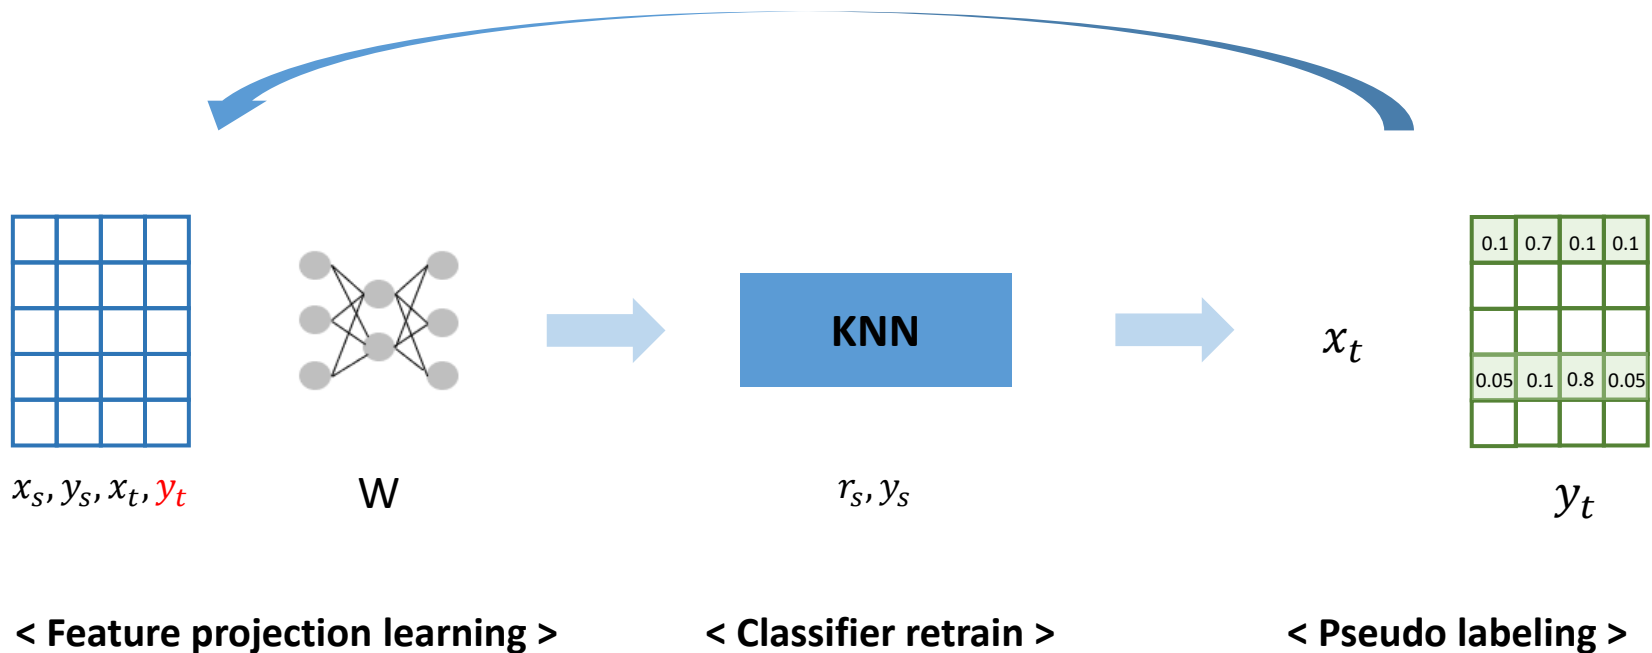 0.1 0.7 0.1 0.1
KNN
x_t
0.05 0.1 0.8 0.05
x_s, y_s, x_t, y_t
W
r_s, y_s
y_t
< Feature projection learning >
< Classifier retrain >
< Pseudo labeling >